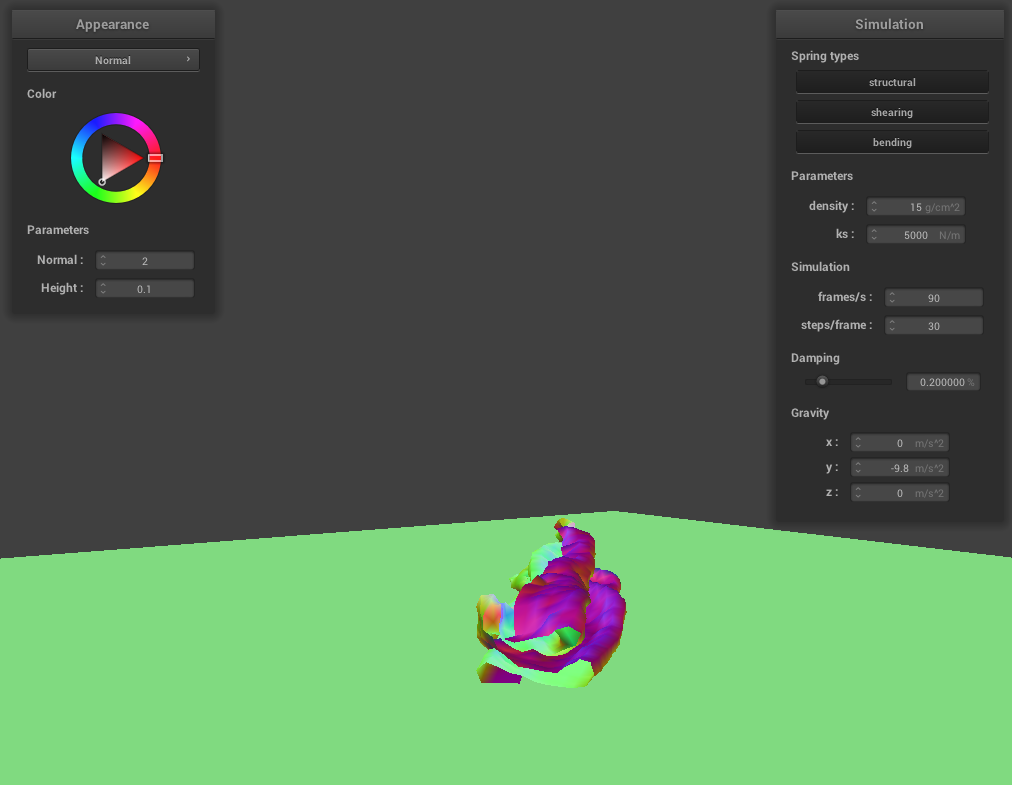 Appearance
Normal ›
Color
Parameters
Normal : 2
Height : 0.1
Simulation
Spring types
structural
shearing
bending
Parameters
density : 15 g/cm^2
ks : 5000 N/m
Simulation
frames/s : 90
steps/frame : 30
Damping
0.200000 %
Gravity
x : 0 m/s^2
y : -9.8 m/s^2
z : 0 m/s^2